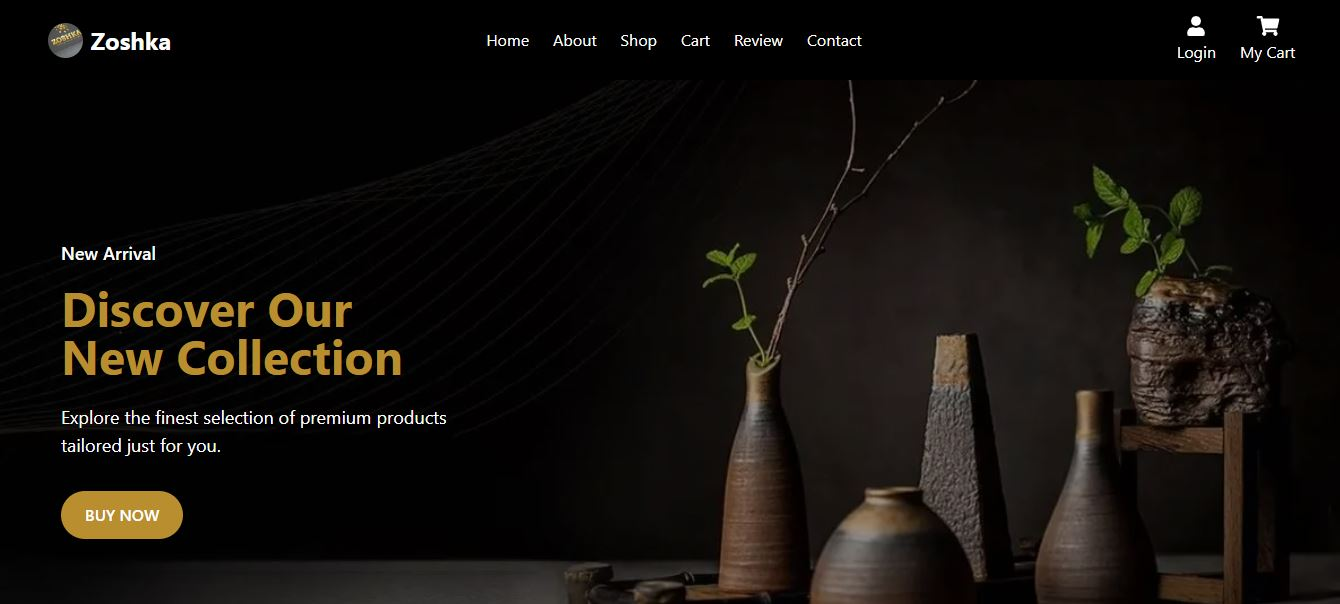 ZOSHKA
Zoshka
Home
About
Shop
Cart
Review
Contact
Login
My Cart
New Arrival
Discover Our
New Collection
Explore the finest selection of premium products
tailored just for you.
BUY NOW